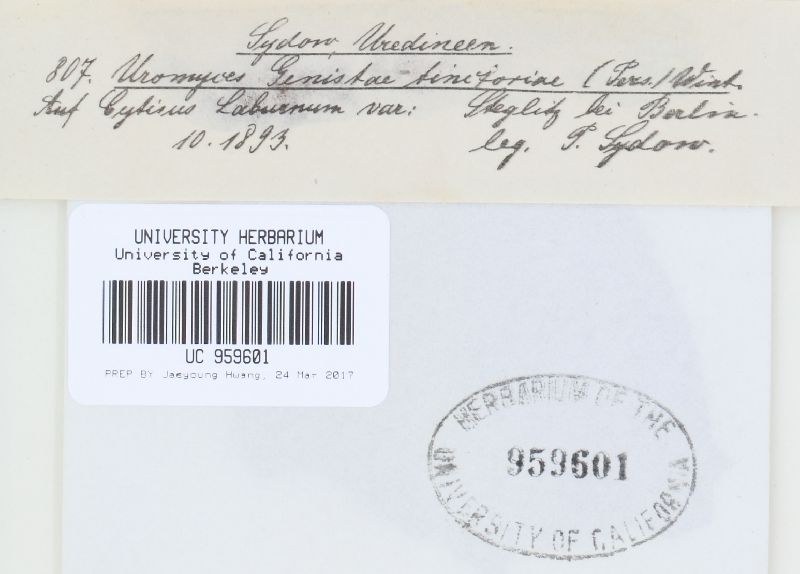 Sydow, Uredineen.
807. Uromyces Genistae-tinctoriae (Pers.) Wint.
Auf Cytisus Laburnum var: Steglitz bei Berlin.
10. 1893. leg. P. Sydow.
UNIVERSITY HERBARIUM
University of California
Berkeley
UC 959601
PREP BY Jaeyoung Hwang, 24 Mar 2017
HERBARIUM OF THE
959601
UNIVERSITY OF CALIFORNIA